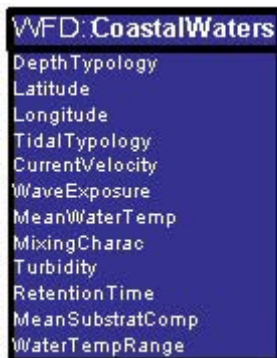 WFD:CoastalWaters
DepthTypology
Latitude
Longitude
TidalTypology
CurrentVelocity
WaveExposure
MeanWaterTemp
MixingCharac
Turbidity
RetentionTime
MeanSubstratComp
WaterTempRange